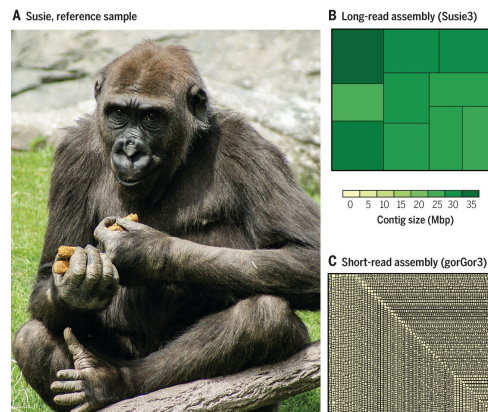 A Susie, reference sample
B Long-read assembly (Susie3)
0 5 10 15 20 25 30 35
Contig size (Mbp)
C Short-read assembly (gorGor3)